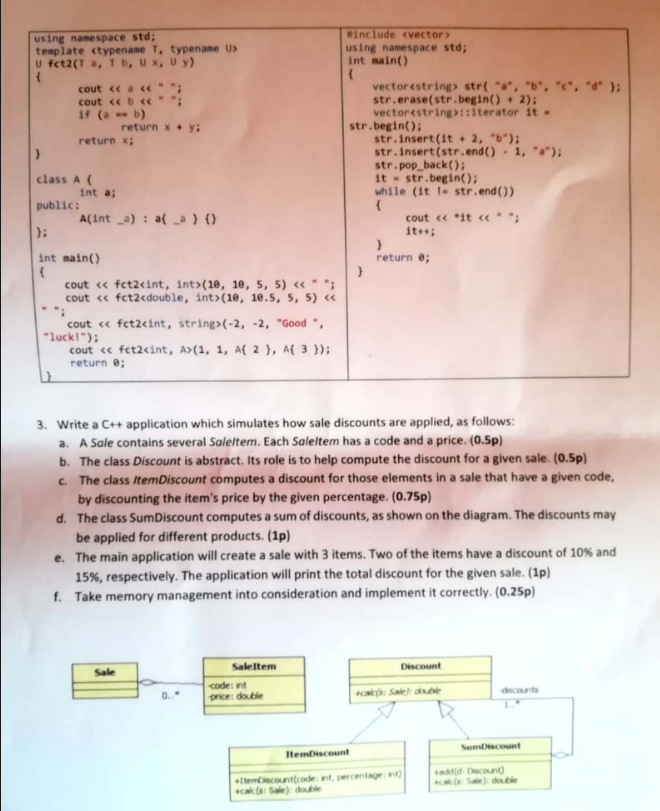 using namespace std;
template <typename T, typename U>
U fct2(T a, T b, U x, U y)
{
cout << a << " ";
cout << b << " ";
if (a == b)
return x + y;
return x;
}
class A {
int a;
public:
A(int _a) : a{ _a } {}
};
int main()
{
cout << fct2<int, int>(10, 10, 5, 5) << " ";
cout << fct2<double, int>(10, 10.5, 5, 5) <<
" ";
cout << fct2<int, string>(-2, -2, "Good ",
"luck!");
cout << fct2<int, A>(1, 1, A{ 2 }, A{ 3 });
return 0;
}
#include <vector>
using namespace std;
int main()
{
vector<string> str{ "a", "b", "c", "d" };
str.erase(str.begin() + 2);
vector<string>::iterator it =
str.begin();
str.insert(it + 2, "b");
str.insert(str.end() - 1, "a");
str.pop_back();
it = str.begin();
while (it != str.end())
{
cout << *it << " ";
it++;
}
return 0;
}
3. Write a C++ application which simulates how sale discounts are applied, as follows:
a. A Sale contains several SaleItem. Each SaleItem has a code and a price. (0.5p)
b. The class Discount is abstract. Its role is to help compute the discount for a given sale. (0.5p)
c. The class ItemDiscount computes a discount for those elements in a sale that have a given code,
by discounting the item's price by the given percentage. (0.75p)
d. The class SumDiscount computes a sum of discounts, as shown on the diagram. The discounts may
be applied for different products. (1p)
e. The main application will create a sale with 3 items. Two of the items have a discount of 10% and
15%, respectively. The application will print the total discount for the given sale. (1p)
f. Take memory management into consideration and implement it correctly. (0.25p)
Sale
0..*
SaleItem
-code: int
-price: double
Discount
+calc(s: Sale): double
discounts
1..*
ItemDiscount
+ItemDiscount(code: int, percentage: int)
+calc(s: Sale): double
SumDiscount
+add(d: Discount)
+calc(s: Sale): double